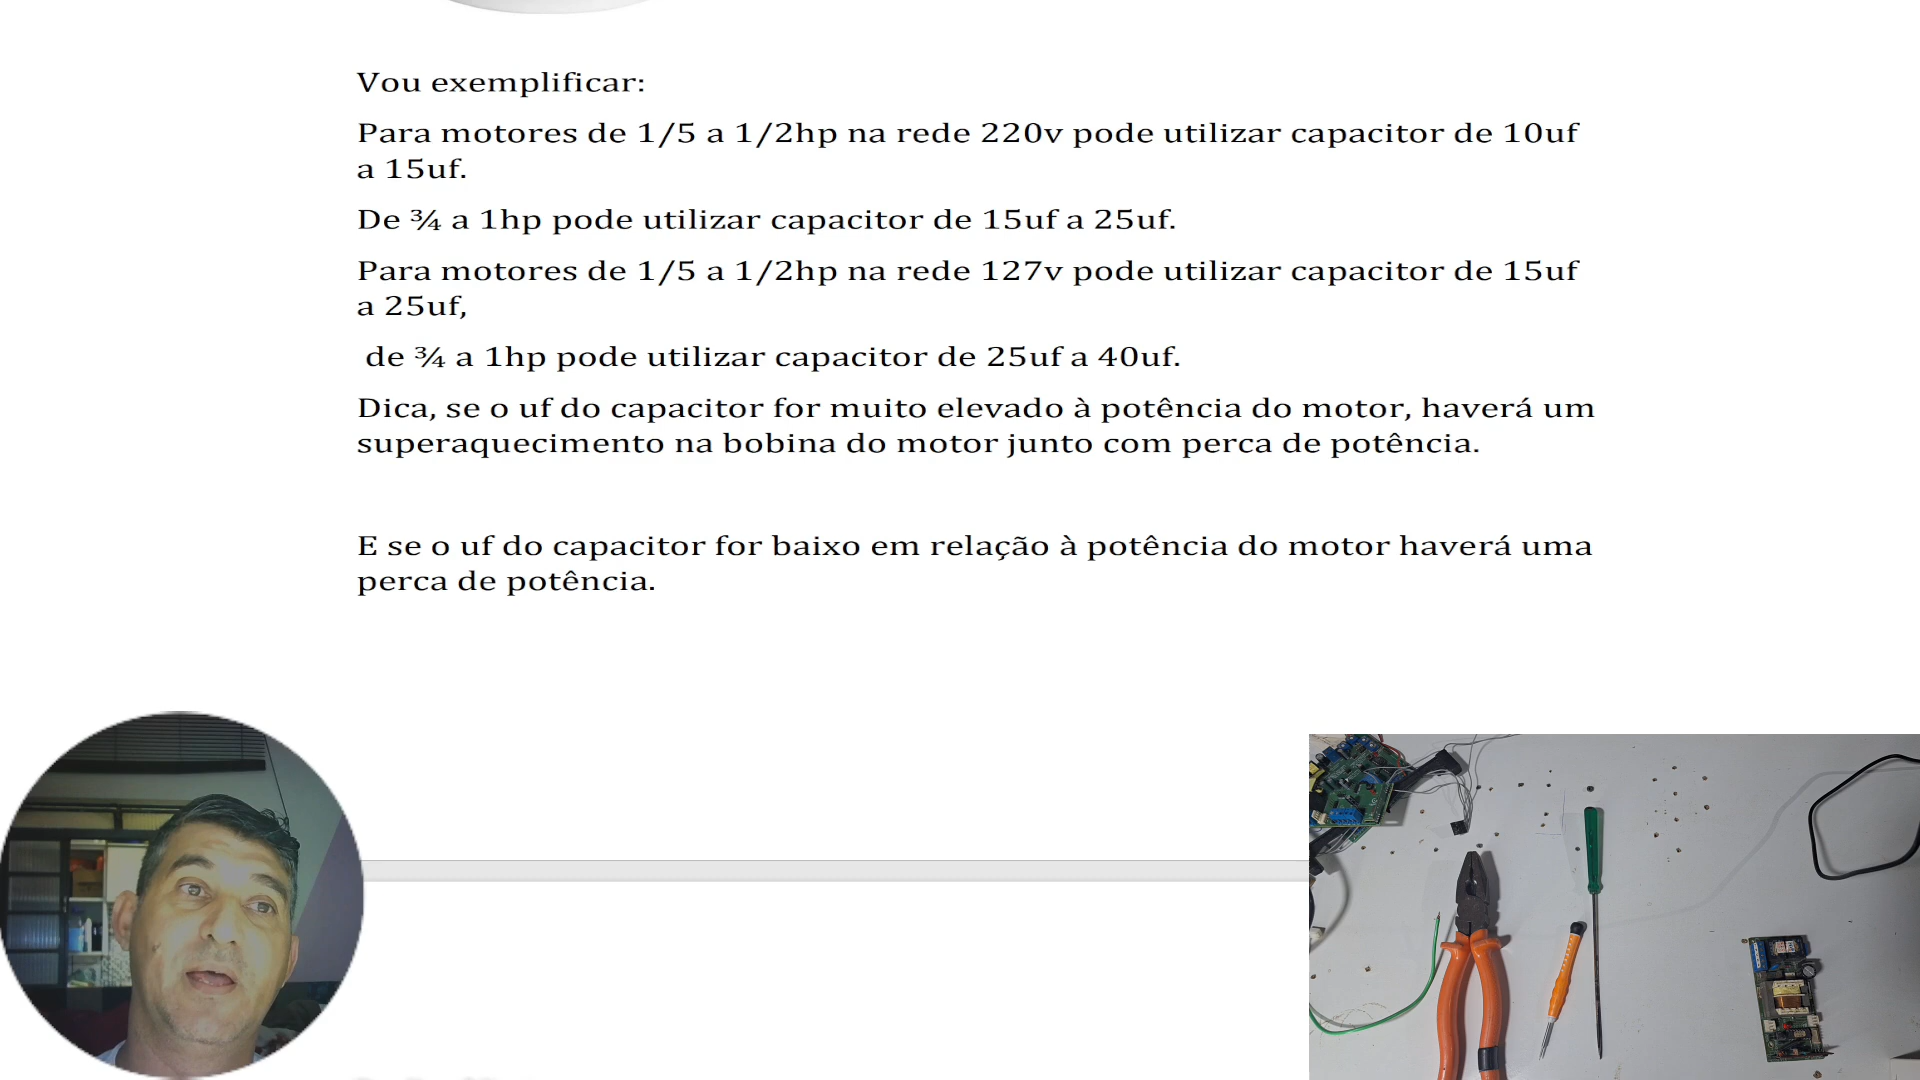 Vou exemplificar:
Para motores de 1/5 a 1/2hp na rede 220v pode utilizar capacitor de 10uf
a 15uf.
De ¾ a 1hp pode utilizar capacitor de 15uf a 25uf.
Para motores de 1/5 a 1/2hp na rede 127v pode utilizar capacitor de 15uf
a 25uf,
de ¾ a 1hp pode utilizar capacitor de 25uf a 40uf.
Dica, se o uf do capacitor for muito elevado à potência do motor, haverá um
superaquecimento na bobina do motor junto com perca de potência.
E se o uf do capacitor for baixo em relação à potência do motor haverá uma
perca de potência.